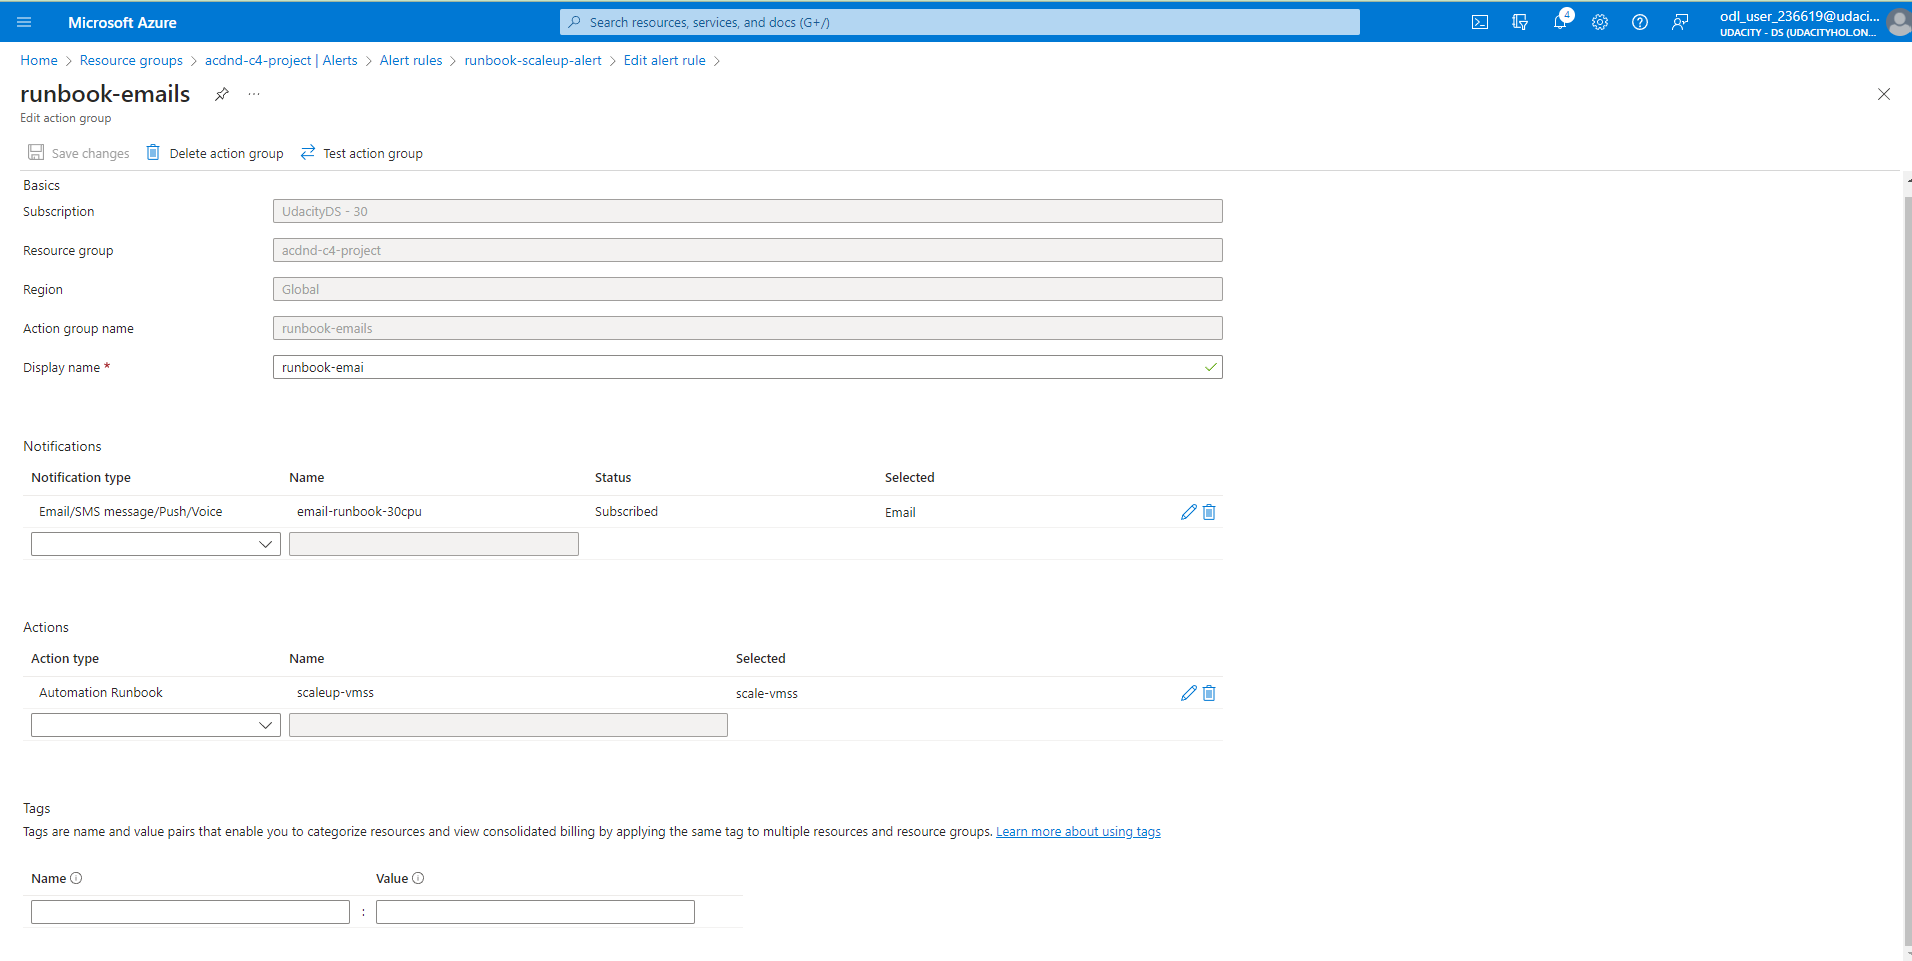 Microsoft Azure
Search resources, services, and docs (G+/)
4
odl_user_236619@udaci...
UDACITY - DS (UDACITYHOL.ON...
Home > Resource groups > acdnd-c4-project | Alerts > Alert rules > runbook-scaleup-alert > Edit alert rule >
runbook-emails ...
Edit action group
Save changes Delete action group Test action group
Basics
Subscription UdacityDS - 30
Resource group acdnd-c4-project
Region Global
Action group name runbook-emails
Display name * runbook-emai
Notifications
Notification type Name Status Selected
Email/SMS message/Push/Voice email-runbook-30cpu Subscribed Email
Actions
Action type Name Selected
Automation Runbook scaleup-vmss scale-vmss
Tags
Tags are name and value pairs that enable you to categorize resources and view consolidated billing by applying the same tag to multiple resources and resource groups. Learn more about using tags
Name Value
: